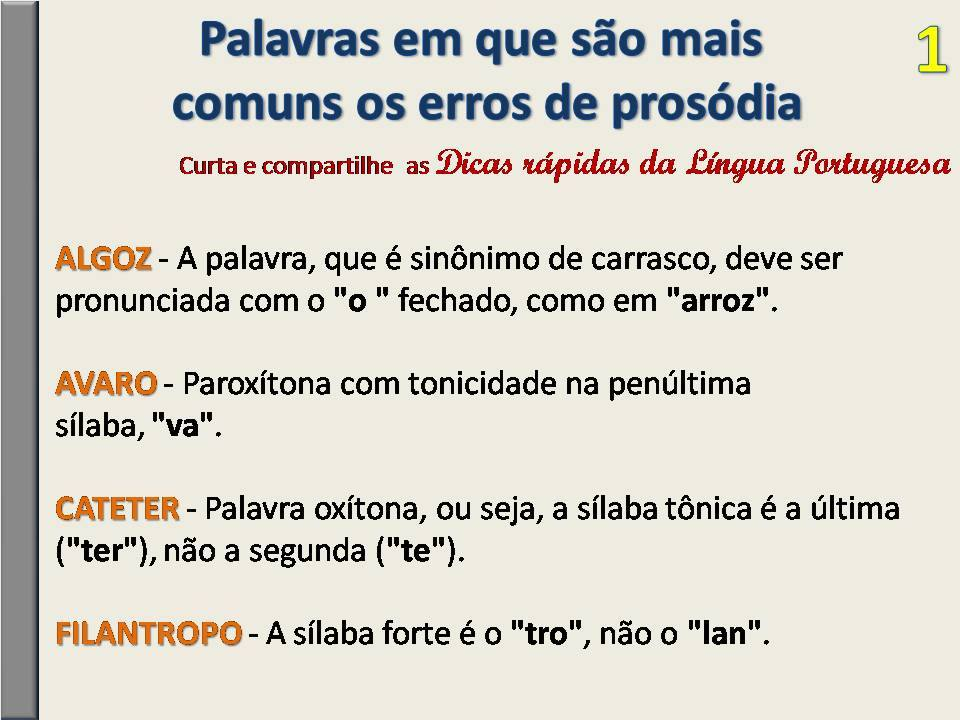 Palavras em que são mais
comuns os erros de prosódia
1
Curta e compartilhe as Dicas rápidas da Língua Portuguesa
ALGOZ - A palavra, que é sinônimo de carrasco, deve ser
pronunciada com o "o " fechado, como em "arroz".
AVARO - Paroxítona com tonicidade na penúltima
sílaba, "va".
CATETER - Palavra oxítona, ou seja, a sílaba tônica é a última
("ter"), não a segunda ("te").
FILANTROPO - A sílaba forte é o "tro", não o "lan".